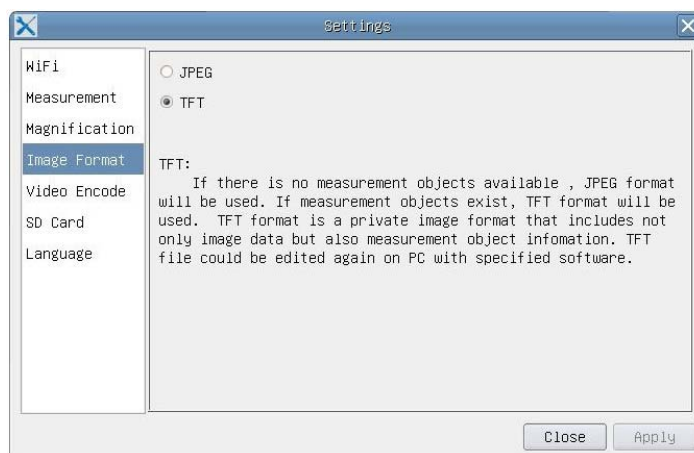 Settings
WiFi
Measurement
Magnification
Image Format
Video Encode
SD Card
Language
JPEG
TFT
TFT:
If there is no measurement objects available , JPEG format
will be used. If measurement objects exist, TFT format will be
used. TFT format is a private image format that includes not
only image data but also measurement object infomation. TFT
file could be edited again on PC with specified software.
Close
Apply